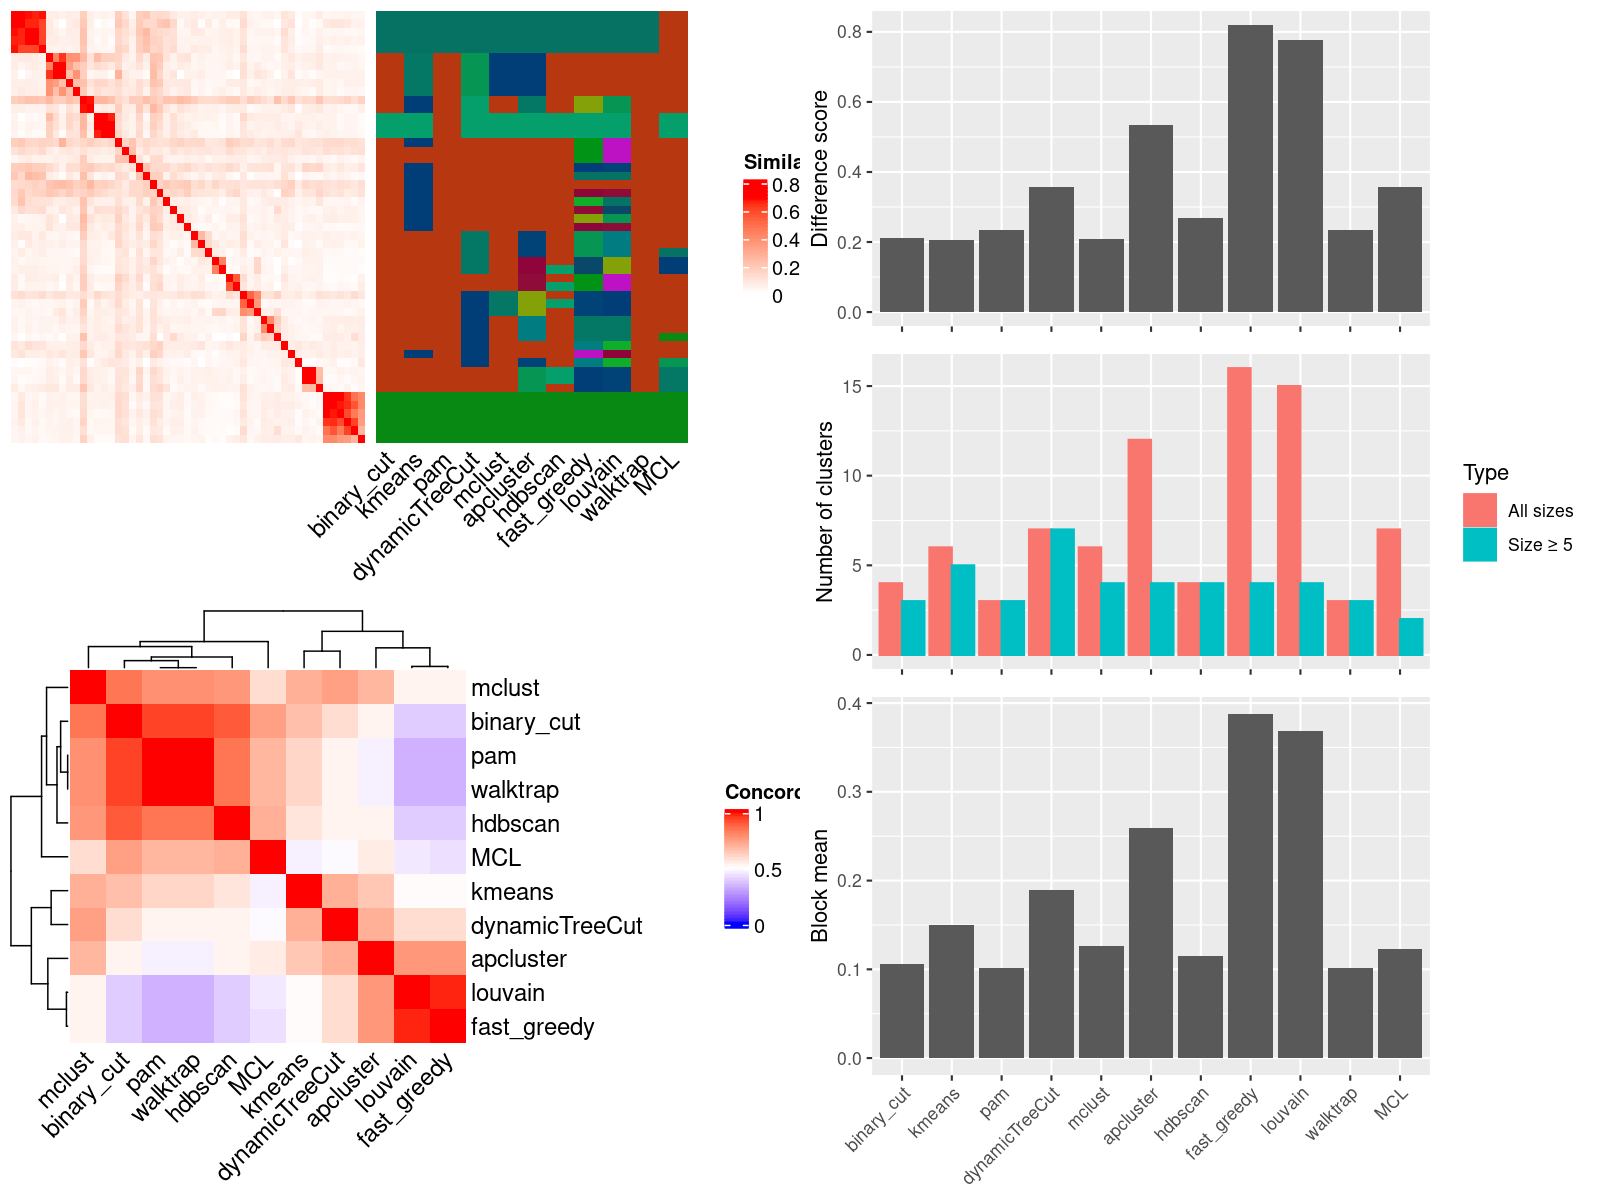 Simila
0.8
0.6
0.4
0.2
0
binary_cut
kmeans
pam
dynamicTreeCut
mclust
apcluster
hdbscan
fast_greedy
louvain
walktrap
MCL
mclust
binary_cut
pam
walktrap
hdbscan
MCL
kmeans
dynamicTreeCut
apcluster
louvain
fast_greedy
mclust
binary_cut
pam
walktrap
hdbscan
MCL
kmeans
dynamicTreeCut
apcluster
louvain
fast_greedy
Concord
1
0.5
0
Difference score
0.8
0.6
0.4
0.2
0.0
Number of clusters
15
10
5
0
Type
All sizes
Size ≥ 5
Block mean
0.4
0.3
0.2
0.1
0.0
binary_cut
kmeans
pam
dynamicTreeCut
mclust
apcluster
hdbscan
fast_greedy
louvain
walktrap
MCL